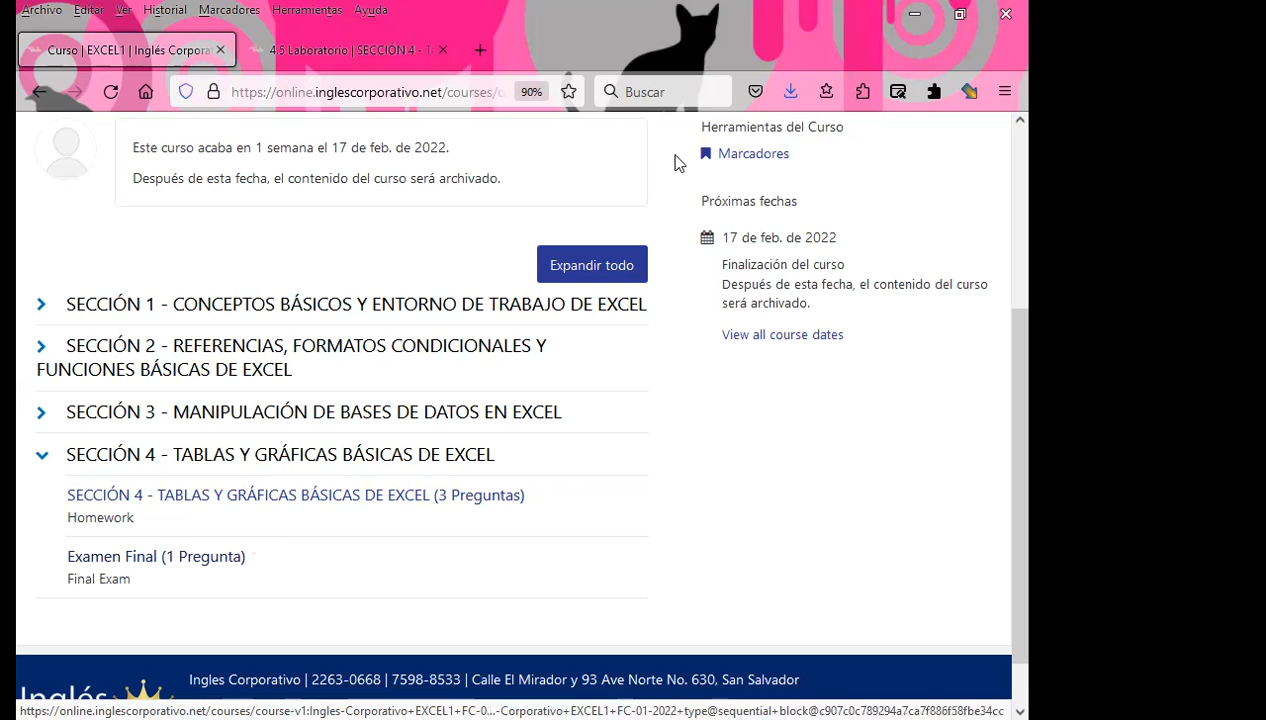 Archivo Editar Ver Historial Marcadores Herramientas Ayuda
Curso | EXCEL1 | Inglés Corporat
4.5 Laboratorio | SECCIÓN 4 - T
https://online.inglescorporativo.net/courses/c
90%
Buscar
Este curso acaba en 1 semana el 17 de feb. de 2022.
Después de esta fecha, el contenido del curso será archivado.
Expandir todo
SECCIÓN 1 - CONCEPTOS BÁSICOS Y ENTORNO DE TRABAJO DE EXCEL
SECCIÓN 2 - REFERENCIAS, FORMATOS CONDICIONALES Y
FUNCIONES BÁSICAS DE EXCEL
SECCIÓN 3 - MANIPULACIÓN DE BASES DE DATOS EN EXCEL
SECCIÓN 4 - TABLAS Y GRÁFICAS BÁSICAS DE EXCEL
SECCIÓN 4 - TABLAS Y GRÁFICAS BÁSICAS DE EXCEL (3 Preguntas)
Homework
Examen Final (1 Pregunta)
Final Exam
Herramientas del Curso
Marcadores
Próximas fechas
17 de feb. de 2022
Finalización del curso
Después de esta fecha, el contenido del curso
será archivado.
View all course dates
Inglés
Ingles Corporativo | 2263-0668 | 7598-8533 | Calle El Mirador y 93 Ave Norte No. 630, San Salvador
https://online.inglescorporativo.net/courses/course-v1:Ingles-Corporativo+EXCEL1+FC-0...-Corporativo+EXCEL1+FC-01-2022+type@sequential+block@c907c0c789294a7ca7f886f58fbe34cc